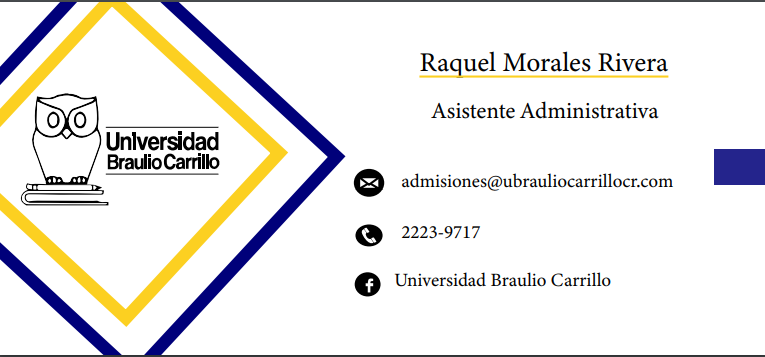 Universidad
Braulio Carrillo
Raquel Morales Rivera
Asistente Administrativa
admisiones@ubrauliocarrillocr.com
2223-9717
Universidad Braulio Carrillo